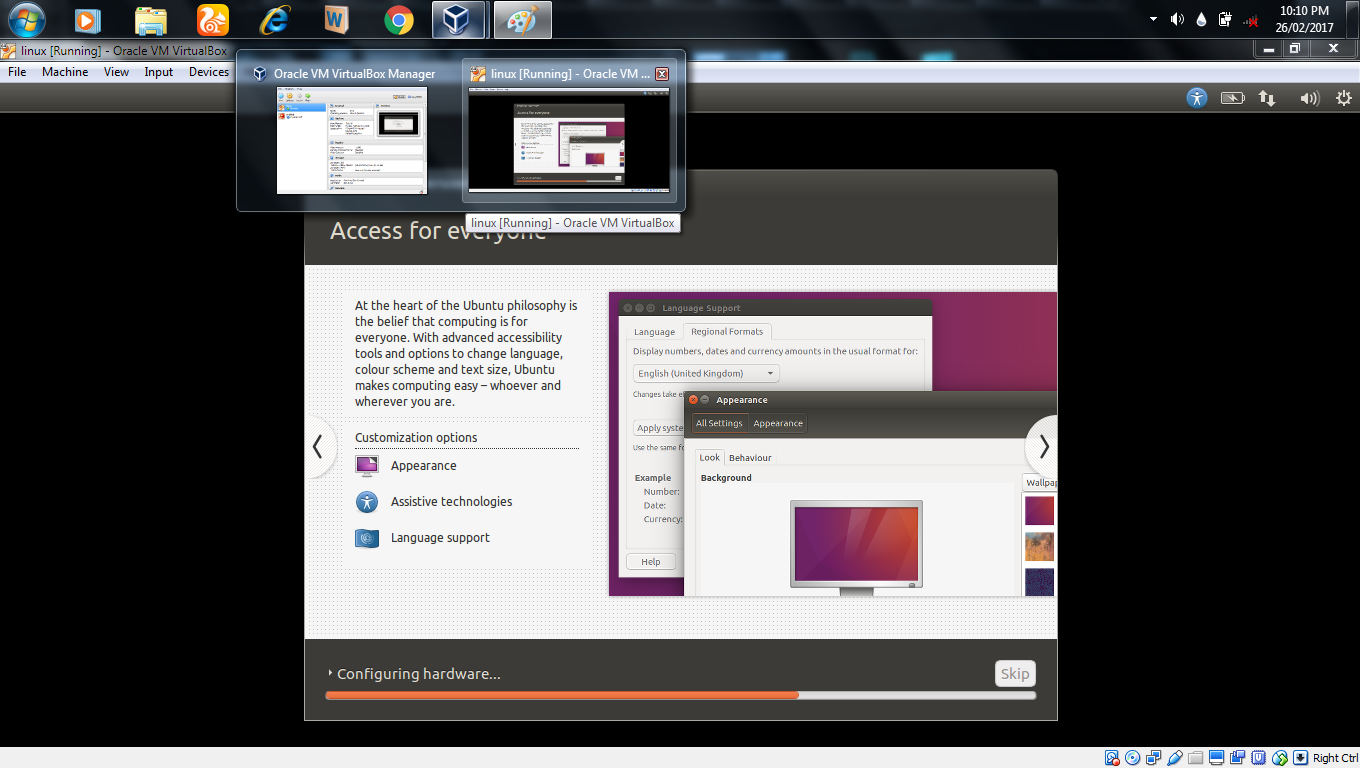 10:10 PM
26/02/2017
linux [Running] - Oracle VM VirtualBox
File Machine View Input Devices
Oracle VM VirtualBox Manager
linux [Running] - Oracle VM ...
linux [Running] - Oracle VM VirtualBox
Access for everyone
At the heart of the Ubuntu philosophy is
the belief that computing is for
everyone. With advanced accessibility
tools and options to change language,
colour scheme and text size, Ubuntu
makes computing easy – whoever and
wherever you are.
Customization options
Appearance
Assistive technologies
Language support
Language Support
Language Regional Formats
Display numbers, dates and currency amounts in the usual format for:
English (United Kingdom)
Changes take
Apply
Use the same
Example
Number:
Date:
Currency:
Help
Appearance
All Settings Appearance
Look Behaviour
Background
Configuring hardware...
Skip
Right Ctrl